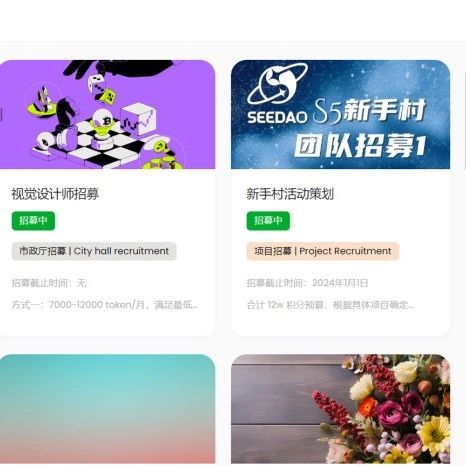 视觉设计师招募
招募中
市政厅招募 | City hall recruitment
招募截止时间：无
方式一：7000-12000 token/月，满足最低...
SEEDAO S5新手村
团队招募1
新手村活动策划
招募中
项目招募 | Project Recruitment
招募截止时间：2024年1月1日
合计 12w 积分预算，根据具体项目确定...